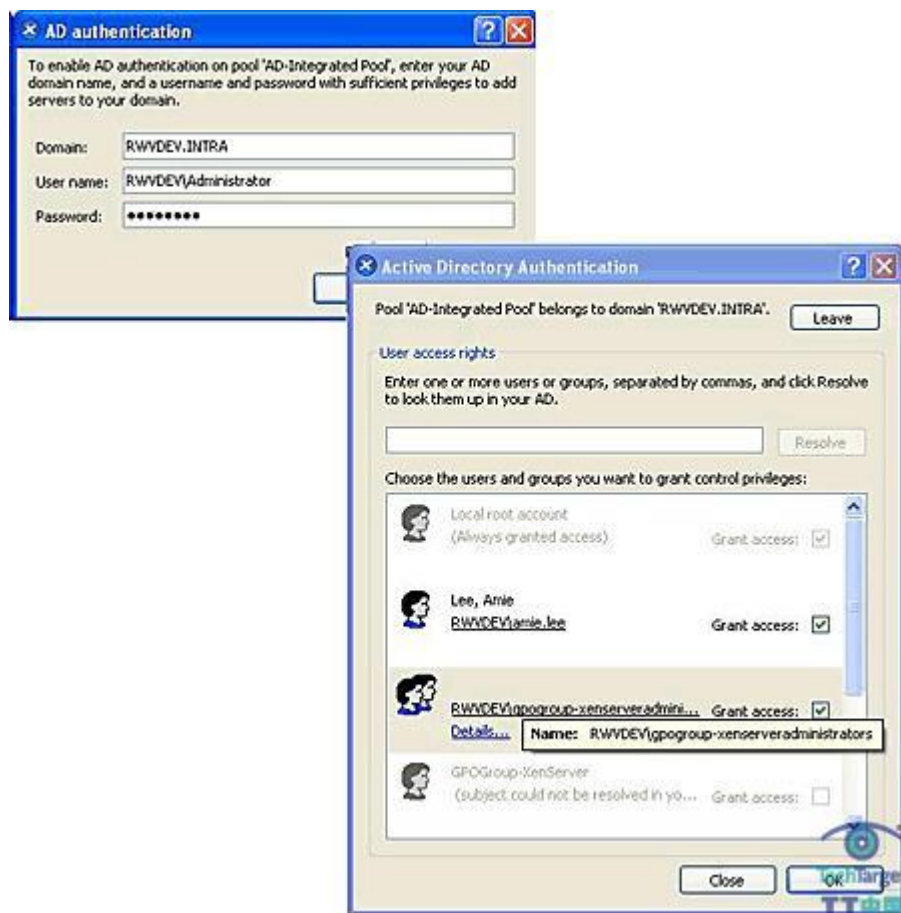 AD authentication
To enable AD authentication on pool 'AD-Integrated Pool', enter your AD
domain name, and a username and password with sufficient privileges to add
servers to your domain.
Domain: RWVDEV.INTRA
User name: RWVDEV\Administrator
Password: ●●●●●●●●
Active Directory Authentication
Pool 'AD-Integrated Pool' belongs to domain 'RWVDEV.INTRA'.
Leave
User access rights
Enter one or more users or groups, separated by commas, and click Resolve
to look them up in your AD.
Resolve
Choose the users and groups you want to grant control privileges:
Local root account
(Always granted access) Grant access:
Lee, Amie
RWVDEV\amie.lee Grant access:
RWVDEV\gpogroup-xenserveradmini... Grant access:
Details...
Name: RWVDEV\gpogroup-xenserveradministrators
GPOGroup-XenServer
(subject could not be resolved in yo... Grant access:
Close
OK
TechTarget
TT中国